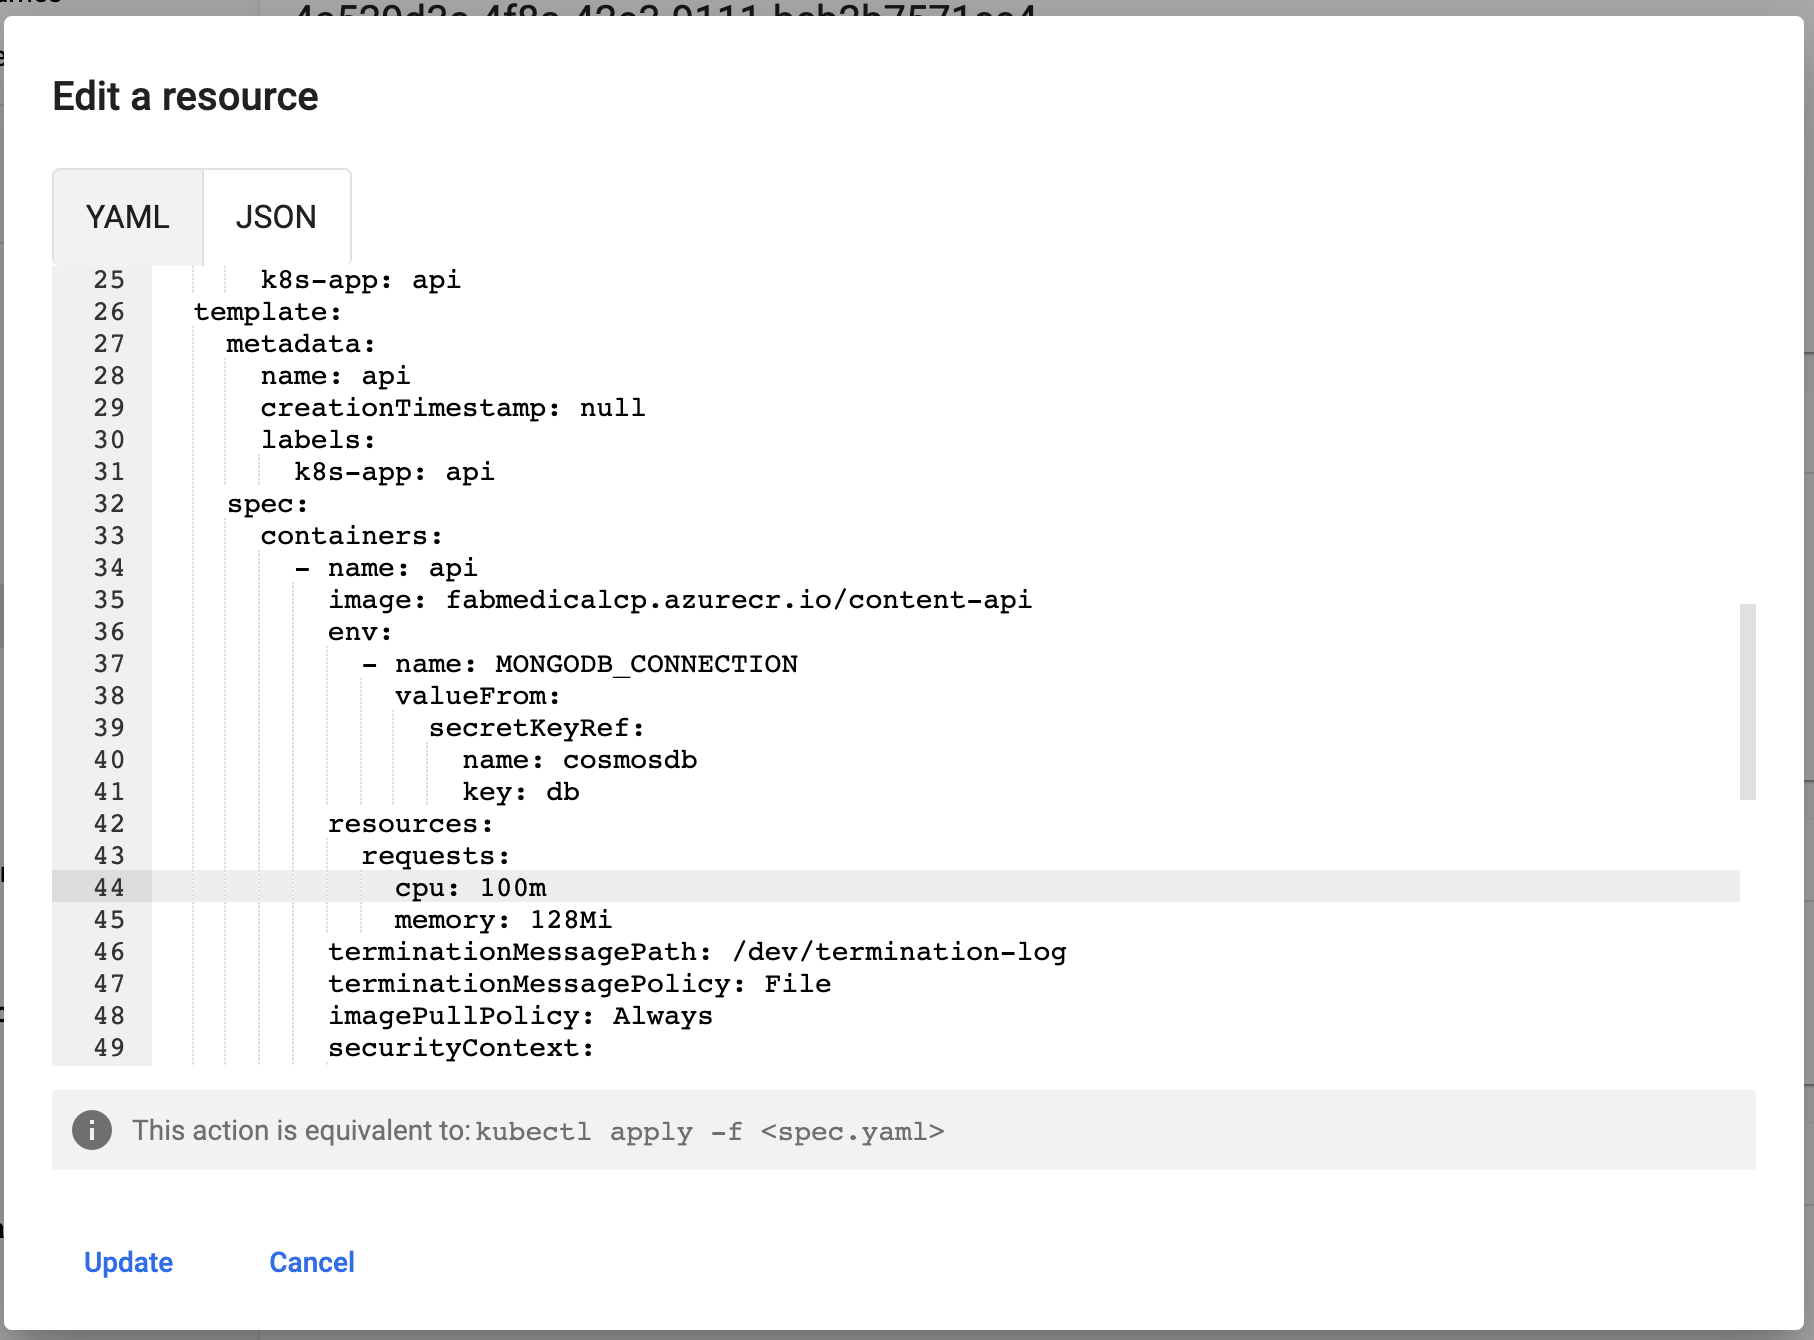 Edit a resource
YAML JSON
25 k8s-app: api
26 template:
27 metadata:
28 name: api
29 creationTimestamp: null
30 labels:
31 k8s-app: api
32 spec:
33 containers:
34 - name: api
35 image: fabmedicalcp.azurecr.io/content-api
36 env:
37 - name: MONGODB_CONNECTION
38 valueFrom:
39 secretKeyRef:
40 name: cosmosdb
41 key: db
42 resources:
43 requests:
44 cpu: 100m
45 memory: 128Mi
46 terminationMessagePath: /dev/termination-log
47 terminationMessagePolicy: File
48 imagePullPolicy: Always
49 securityContext:
This action is equivalent to: kubectl apply -f <spec.yaml>
Update Cancel